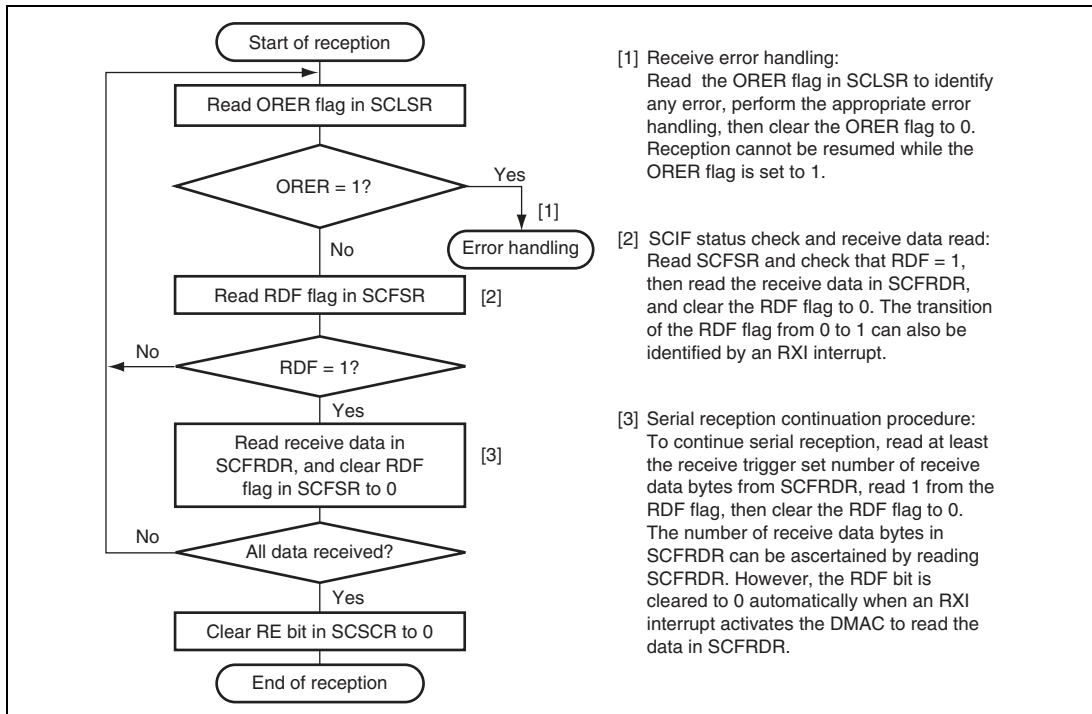 Start of reception
Read ORER flag in SCLSR
ORER = 1?
Yes
[1]
Error handling
No
Read RDF flag in SCFSR
[2]
No
RDF = 1?
Yes
Read receive data in
SCFRDR, and clear RDF
flag in SCFSR to 0
[3]
No
All data received?
Yes
Clear RE bit in SCSCR to 0
End of reception
[1] Receive error handling:
Read the ORER flag in SCLSR to identify
any error, perform the appropriate error
handling, then clear the ORER flag to 0.
Reception cannot be resumed while the
ORER flag is set to 1.
[2] SCIF status check and receive data read:
Read SCFSR and check that RDF = 1,
then read the receive data in SCFRDR,
and clear the RDF flag to 0. The transition
of the RDF flag from 0 to 1 can also be
identified by an RXI interrupt.
[3] Serial reception continuation procedure:
To continue serial reception, read at least
the receive trigger set number of receive
data bytes from SCFRDR, read 1 from the
RDF flag, then clear the RDF flag to 0.
The number of receive data bytes in
SCFRDR can be ascertained by reading
SCFRDR. However, the RDF bit is
cleared to 0 automatically when an RXI
interrupt activates the DMAC to read the
data in SCFRDR.